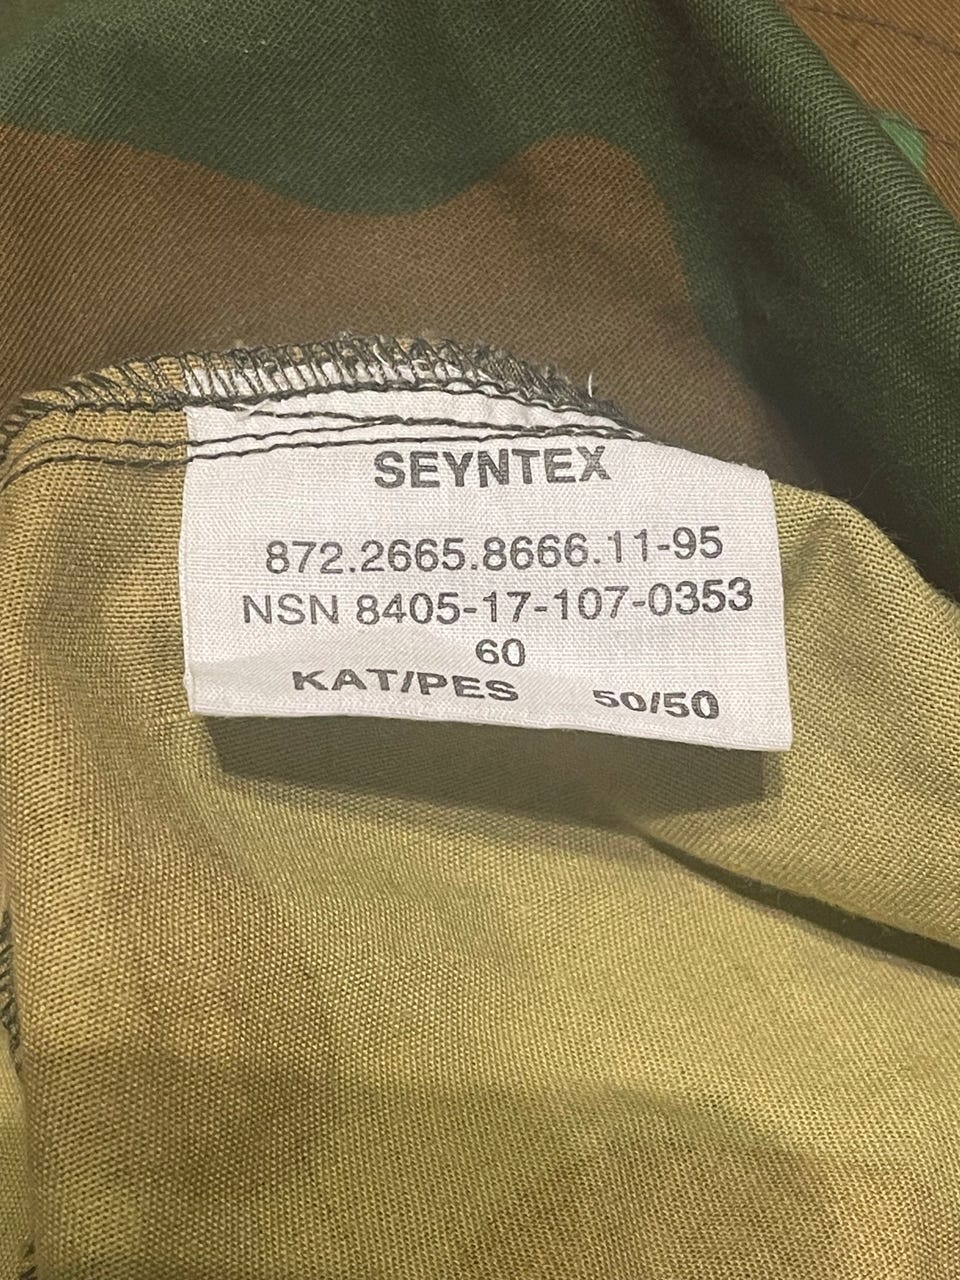 SEYNTEX
872.2665.8666.11-95
NSN 8405-17-107-0353
60
KAT/PES 50/50